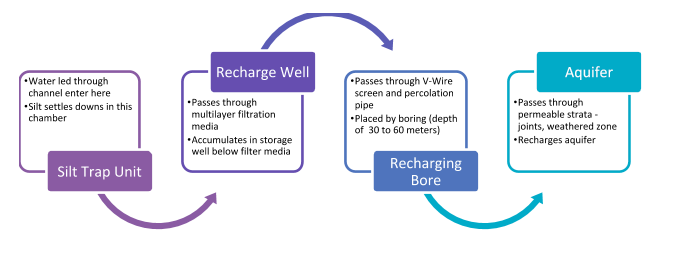 •Water led through
channel enter here
•Silt settles downs in this
chamber
Silt Trap Unit
Recharge Well
•Passes through
multilayer filtration
media
•Accumulates in storage
well below filter media
•Passes through V-Wire
screen and percolation
pipe
•Placed by boring (depth
of 30 to 60 meters)
Recharging
Bore
Aquifer
•Passes through
permeable strata -
joints, weathered zone
•Recharges aquifer